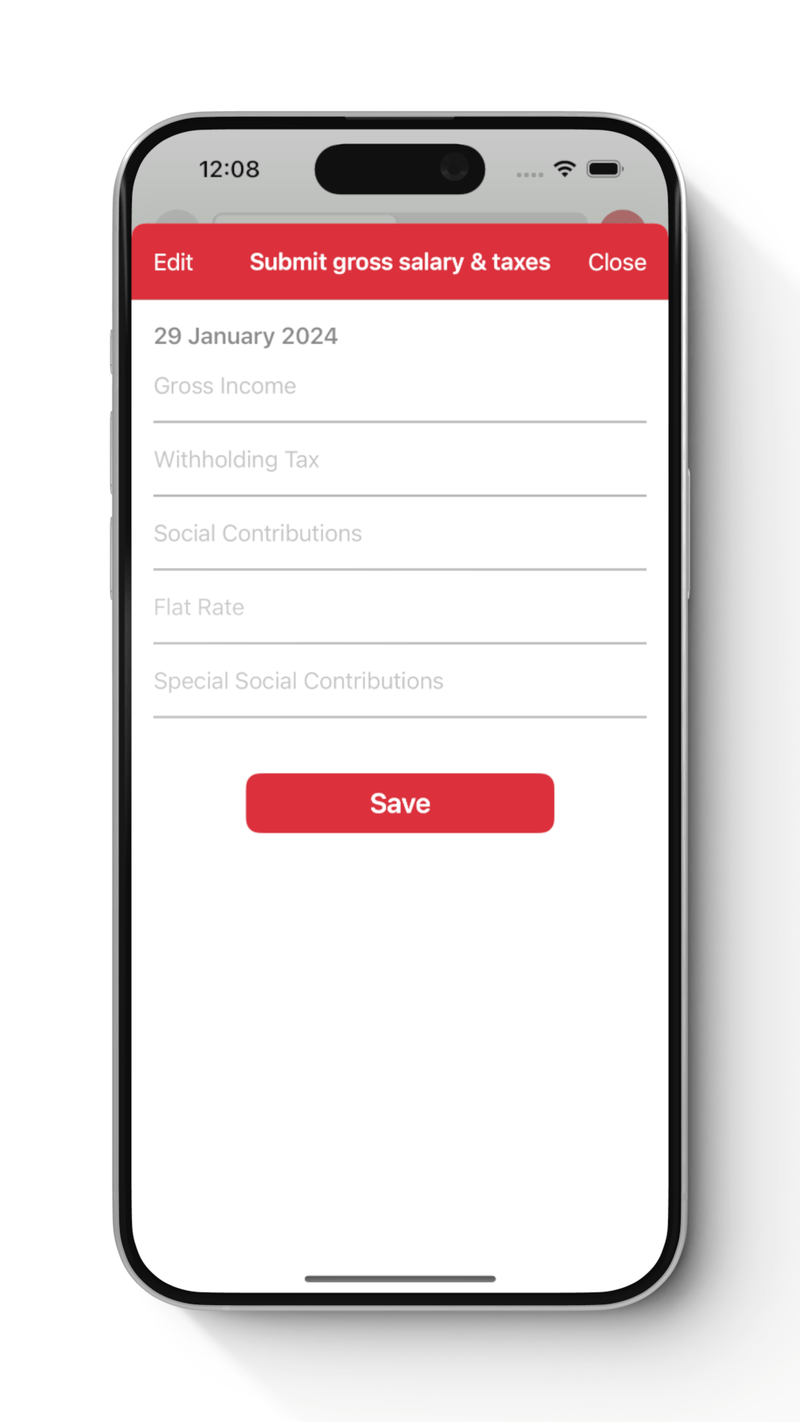 12:08
Edit Submit gross salary & taxes Close
29 January 2024
Gross Income
Withholding Tax
Social Contributions
Flat Rate
Special Social Contributions
Save